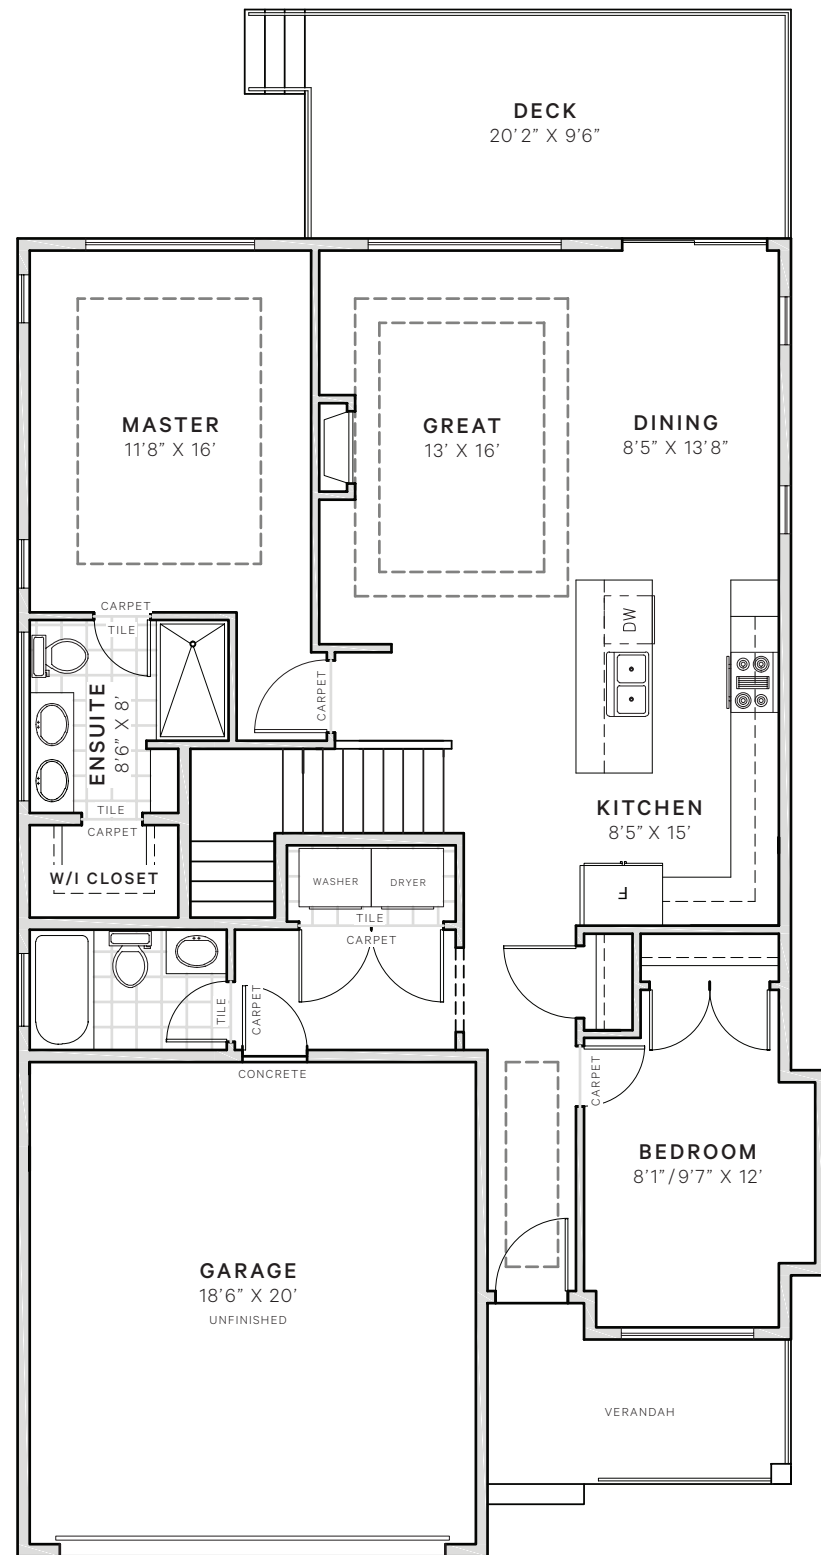 DECK
20'2" X 9'6"
MASTER
11'8" X 16'
GREAT
13' X 16'
DINING
8'5" X 13'8"
CARPET
TILE
DW
ENSUITE
8'6" X 8'
CARPET
TILE
CARPET
KITCHEN
8'5" X 15'
W/I CLOSET
WASHER
DRYER
F
TILE
CARPET
TILE
CARPET
CONCRETE
CARPET
BEDROOM
8'1"/9'7" X 12'
GARAGE
18'6" X 20'
UNFINISHED
VERANDAH